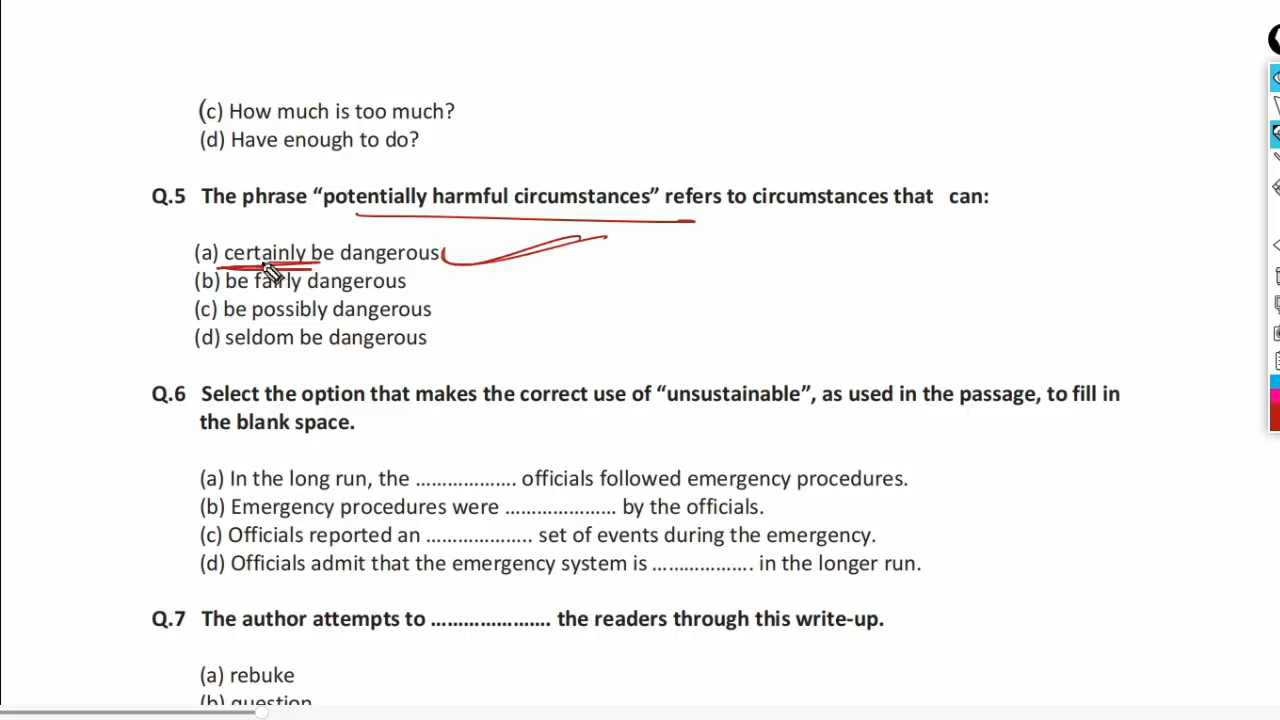 (c) How much is too much?
(d) Have enough to do?
Q.5 The phrase “potentially harmful circumstances” refers to circumstances that can:
(a) certainly be dangerous
(b) be fairly dangerous
(c) be possibly dangerous
(d) seldom be dangerous
Q.6 Select the option that makes the correct use of “unsustainable”, as used in the passage, to fill in
the blank space.
(a) In the long run, the ……………….. officials followed emergency procedures.
(b) Emergency procedures were ………………… by the officials.
(c) Officials reported an ……………….. set of events during the emergency.
(d) Officials admit that the emergency system is ……………….. in the longer run.
Q.7 The author attempts to …………………. the readers through this write-up.
(a) rebuke
(b) question